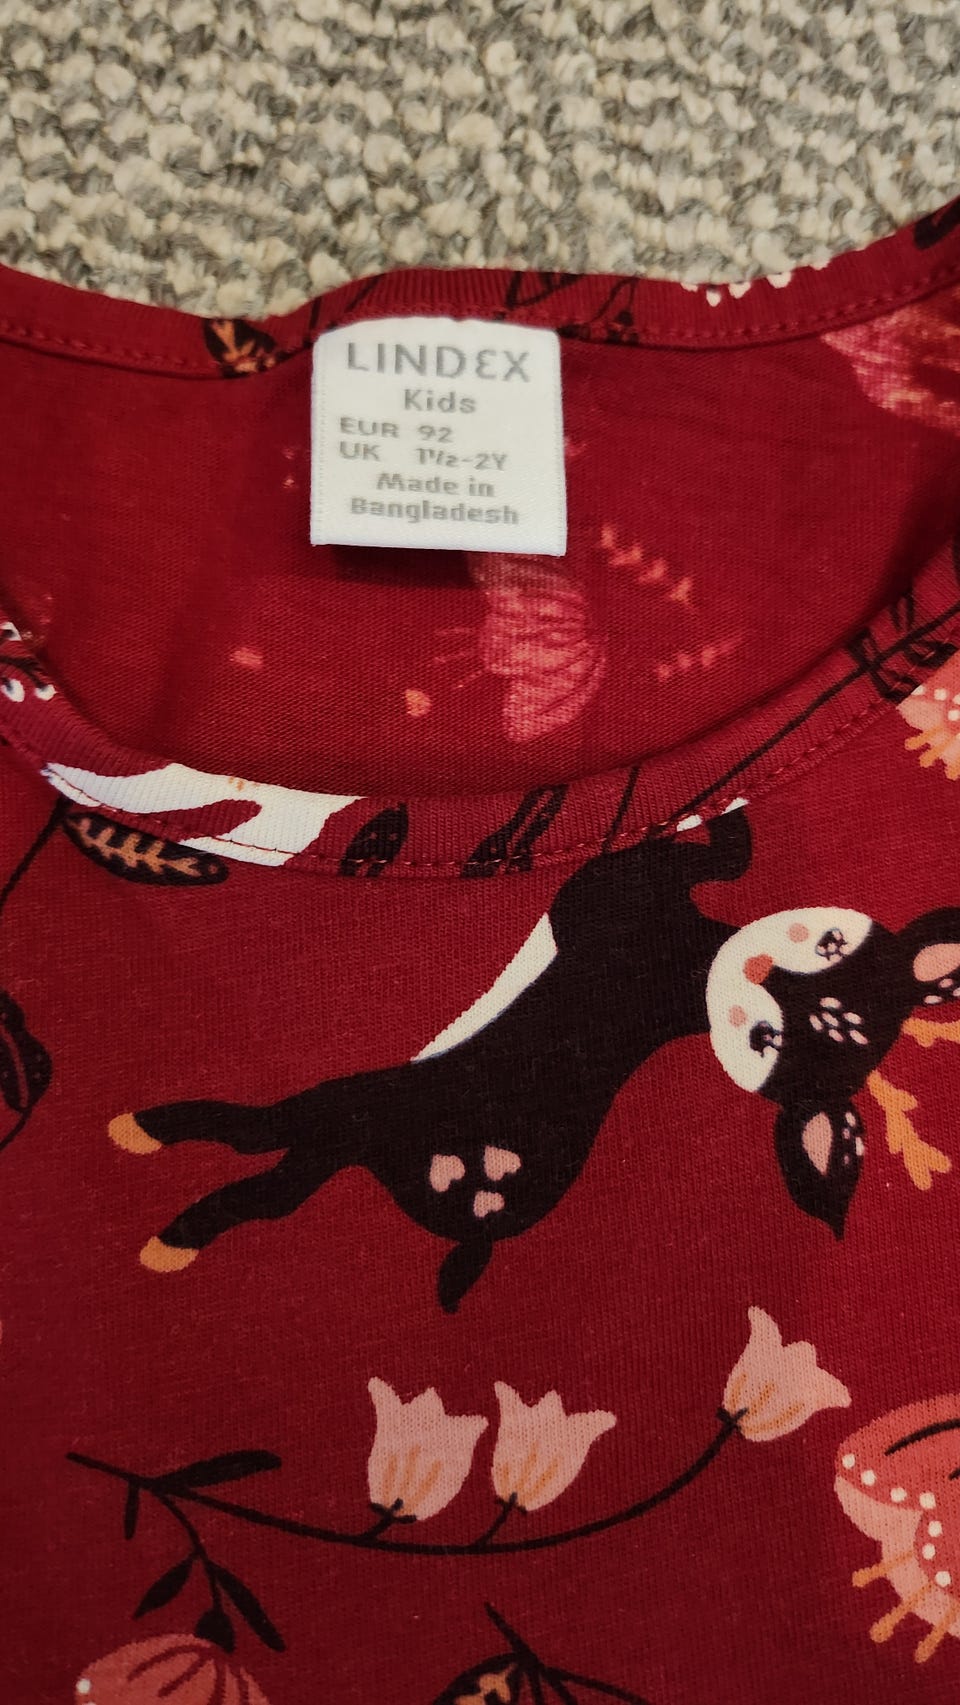 LINDEX
Kids
EUR 92
UK 1½-2Y
Made in
Bangladesh